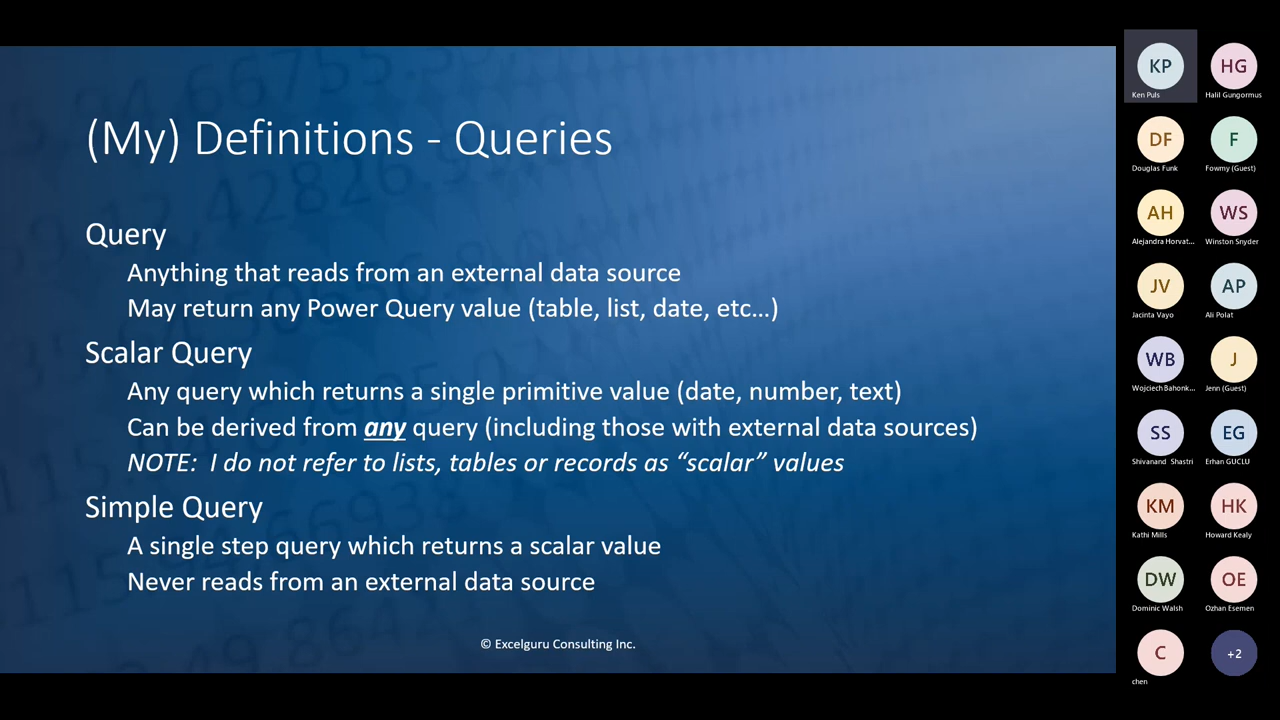 (My) Definitions - Queries
Query
Anything that reads from an external data source
May return any Power Query value (table, list, date, etc…)
Scalar Query
Any query which returns a single primitive value (date, number, text)
Can be derived from any query (including those with external data sources)
NOTE:  I do not refer to lists, tables or records as “scalar” values
Simple Query
A single step query which returns a scalar value
Never reads from an external data source
© Excelguru Consulting Inc.
KP
Ken Puls
HG
Halil Gungormus
DF
Douglas Funk
F
Fowmy (Guest)
AH
Alejandra Horvat...
WS
Winston Snyder
JV
Jacinta Vayo
AP
Ali Polat
WB
Wojciech Bahonk...
J
Jenn (Guest)
SS
Shivanand Shastri
EG
Erhan GUCLU
KM
Kathi Mills
HK
Howard Kealy
DW
Dominic Walsh
OE
Ozhan Esemen
C
chen
+2